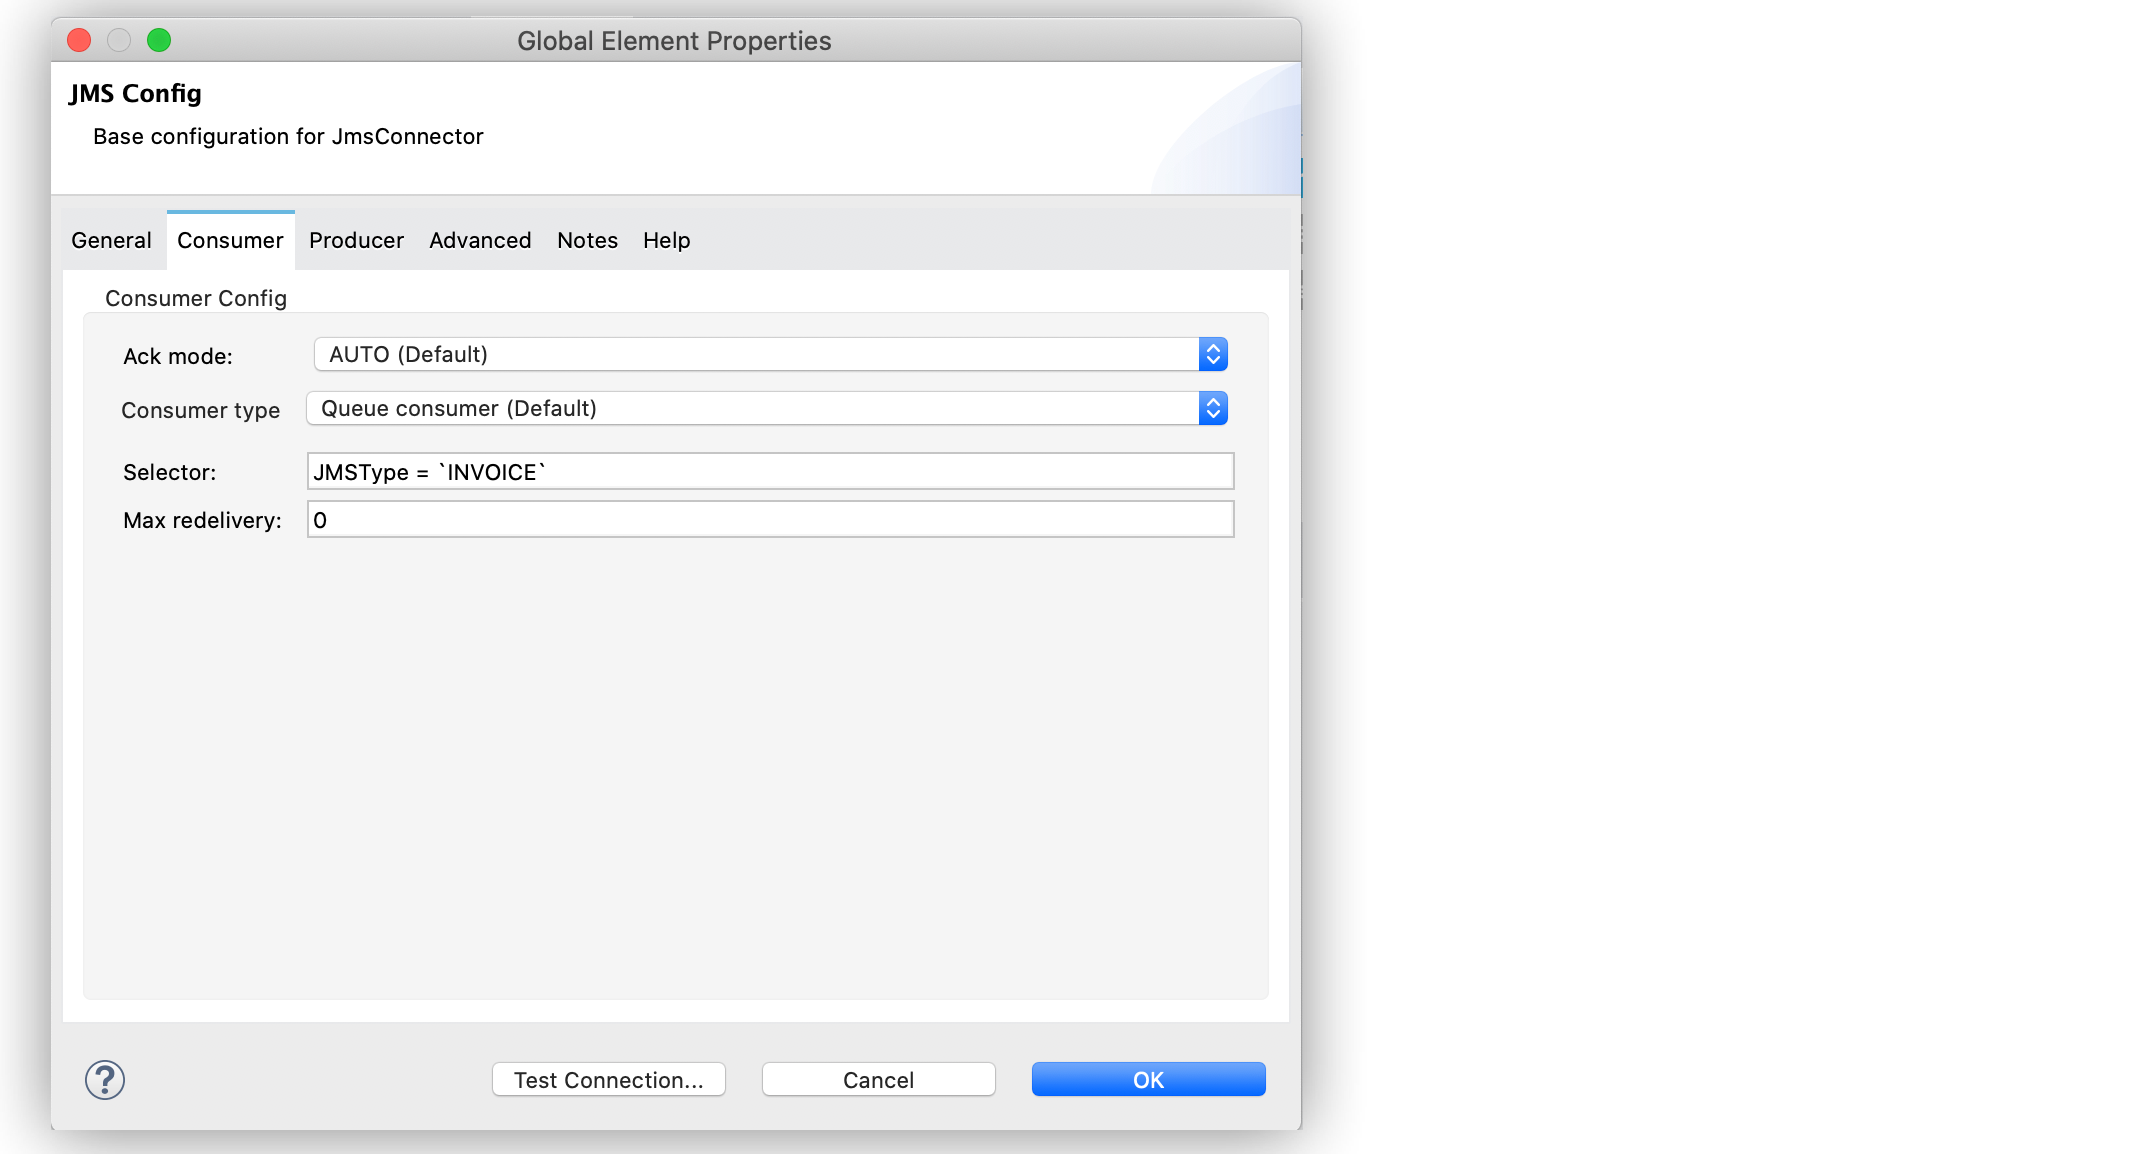 Global Element Properties
JMS Config
Base configuration for JmsConnector
General Consumer Producer Advanced Notes Help
Consumer Config
Ack mode: AUTO (Default)
Consumer type Queue consumer (Default)
Selector: JMSType = `INVOICE`
Max redelivery: 0
? Test Connection... Cancel OK